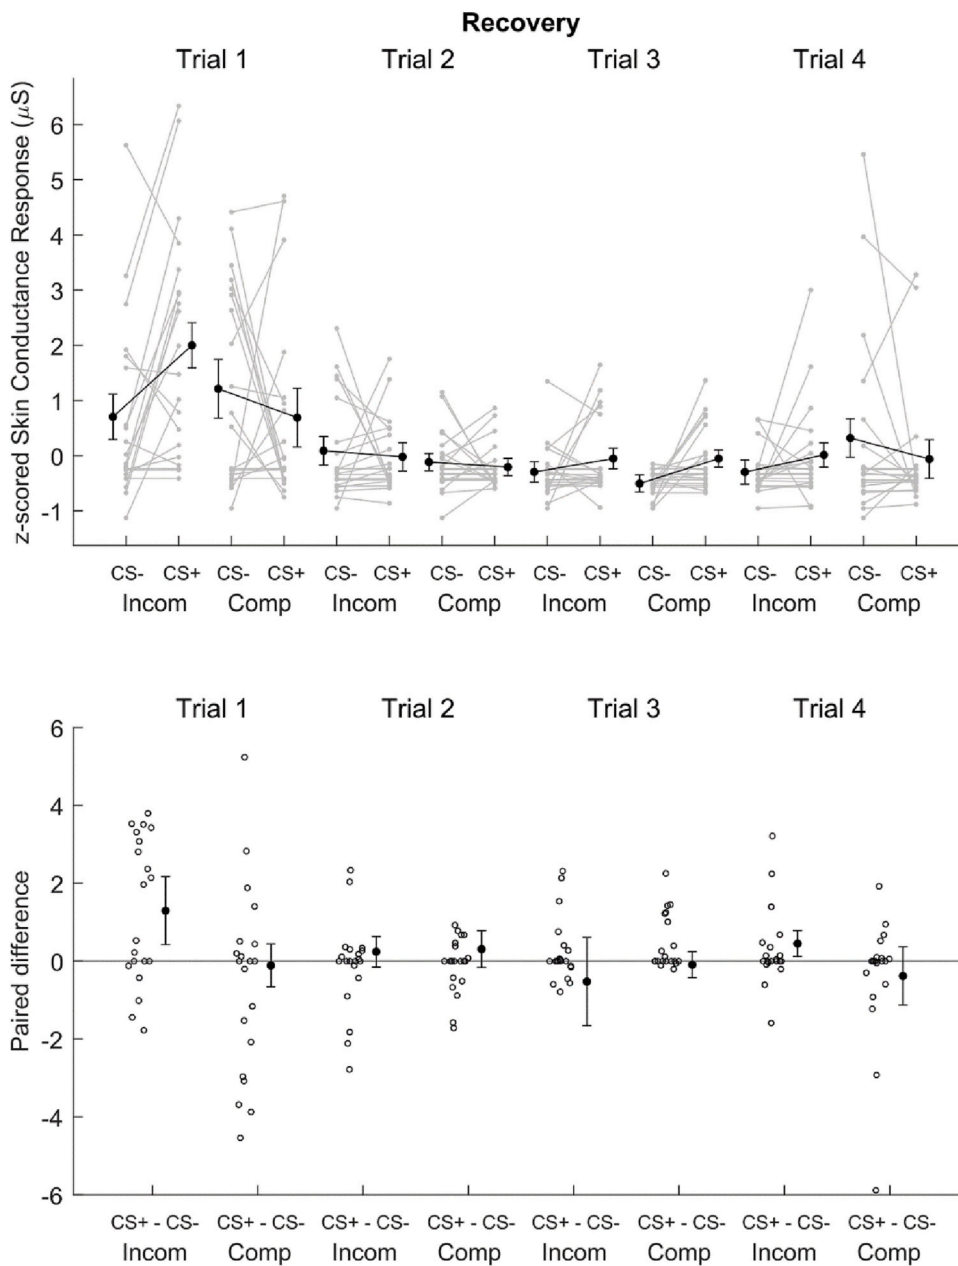 Recovery
Trial 1 Trial 2 Trial 3 Trial 4
z-scored Skin Conductance Response (μS)
6
5
4
3
2
1
0
-1
CS- CS+ CS- CS+ CS- CS+ CS- CS+ CS- CS+ CS- CS+ CS- CS+ CS- CS+
Incom Comp Incom Comp Incom Comp Incom Comp
Trial 1 Trial 2 Trial 3 Trial 4
Paired difference
6
4
2
0
-2
-4
-6
CS+ - CS- CS+ - CS- CS+ - CS- CS+ - CS- CS+ - CS- CS+ - CS- CS+ - CS- CS+ - CS-
Incom Comp Incom Comp Incom Comp Incom Comp